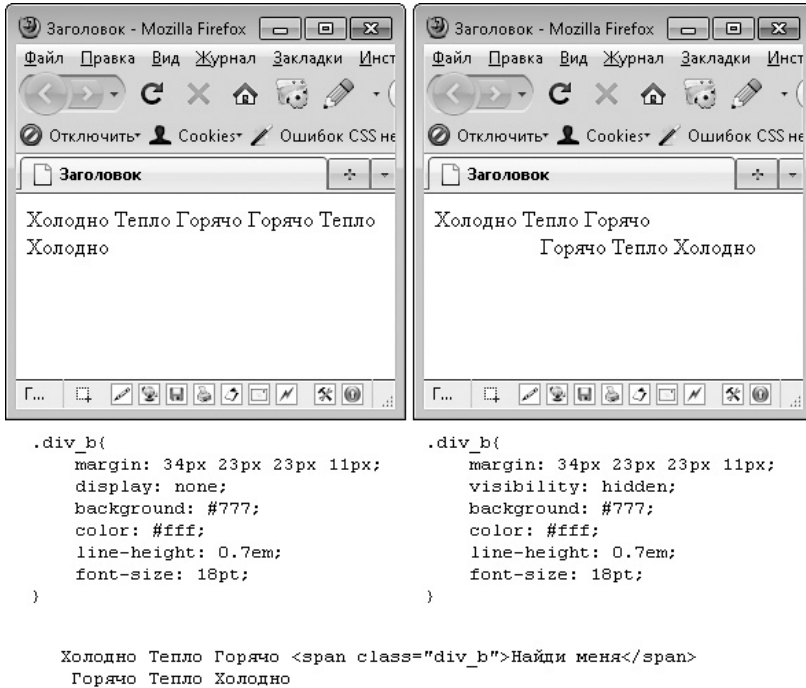 Заголовок - Mozilla Firefox
Файл Правка Вид Журнал Закладки Инст
Отключить Cookies Ошибок CSS не
Заголовок
Холодно Тепло Горячо Горячо Тепло
Холодно
Г...
Заголовок - Mozilla Firefox
Файл Правка Вид Журнал Закладки Инст
Отключить Cookies Ошибок CSS не
Заголовок
Холодно Тепло Горячо
Горячо Тепло Холодно
Г...
.div_b{
margin: 34px 23px 23px 11px;
display: none;
background: #777;
color: #fff;
line-height: 0.7em;
font-size: 18pt;
}
.div_b{
margin: 34px 23px 23px 11px;
visibility: hidden;
background: #777;
color: #fff;
line-height: 0.7em;
font-size: 18pt;
}
Холодно Тепло Горячо <span class="div_b">Найди меня</span>
Горячо Тепло Холодно